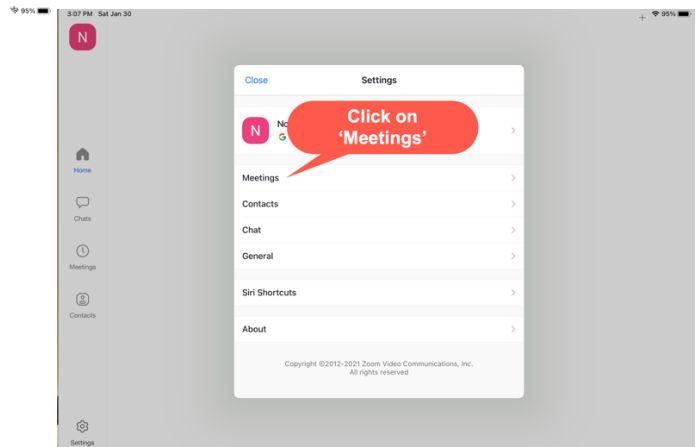 95%
3:07 PM Sat Jan 30
95%
N
Close
Settings
N
No
G
Click on
'Meetings'
Home
Meetings
Contacts
Chats
Chat
General
Meetings
Siri Shortcuts
Contacts
About
Copyright ©2012-2021 Zoom Video Communications, Inc.
All rights reserved
Settings